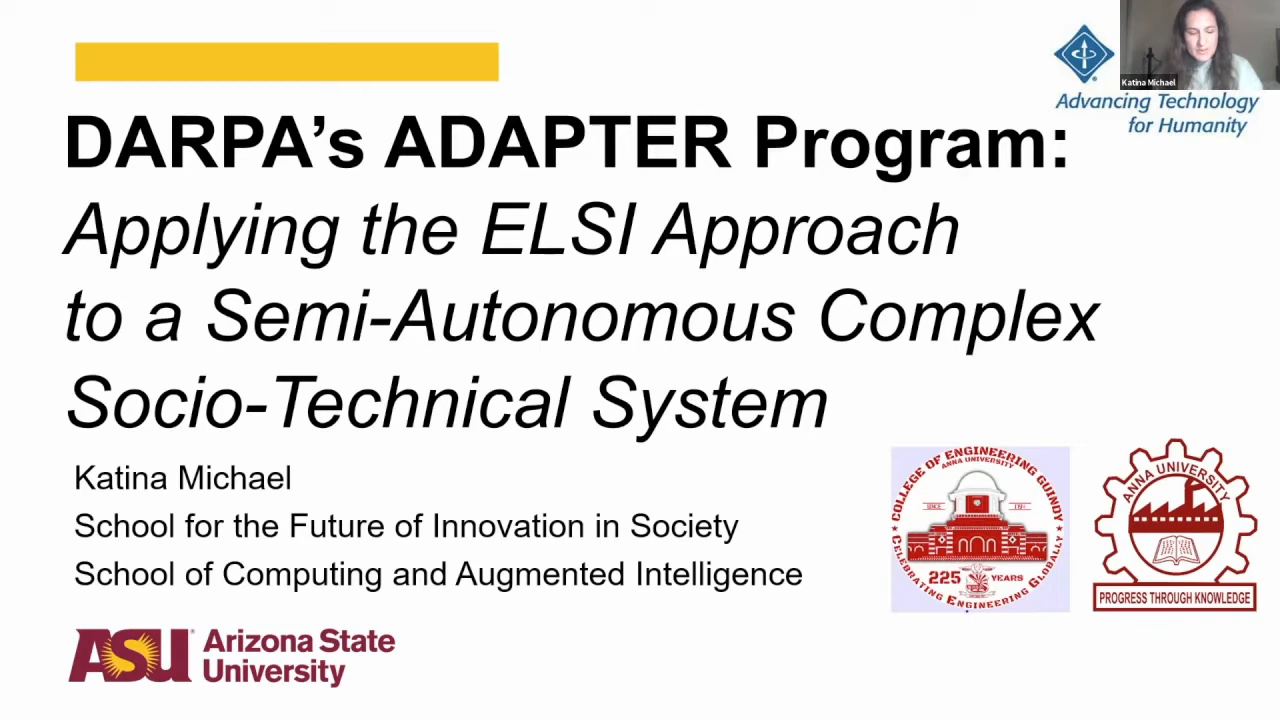 Katina Michael
Advancing Technology
for Humanity
DARPA's ADAPTER Program:
Applying the ELSI Approach
to a Semi-Autonomous Complex
Socio-Technical System
Katina Michael
School for the Future of Innovation in Society
School of Computing and Augmented Intelligence
COLLEGE OF ENGINEERING GUINDY
ANNA UNIVERSITY
SINCE
225 YEARS
CELEBRATING ENGINEERING GLOBALLY
ANNA UNIVERSITY
PROGRESS THROUGH KNOWLEDGE
ASU Arizona State
University